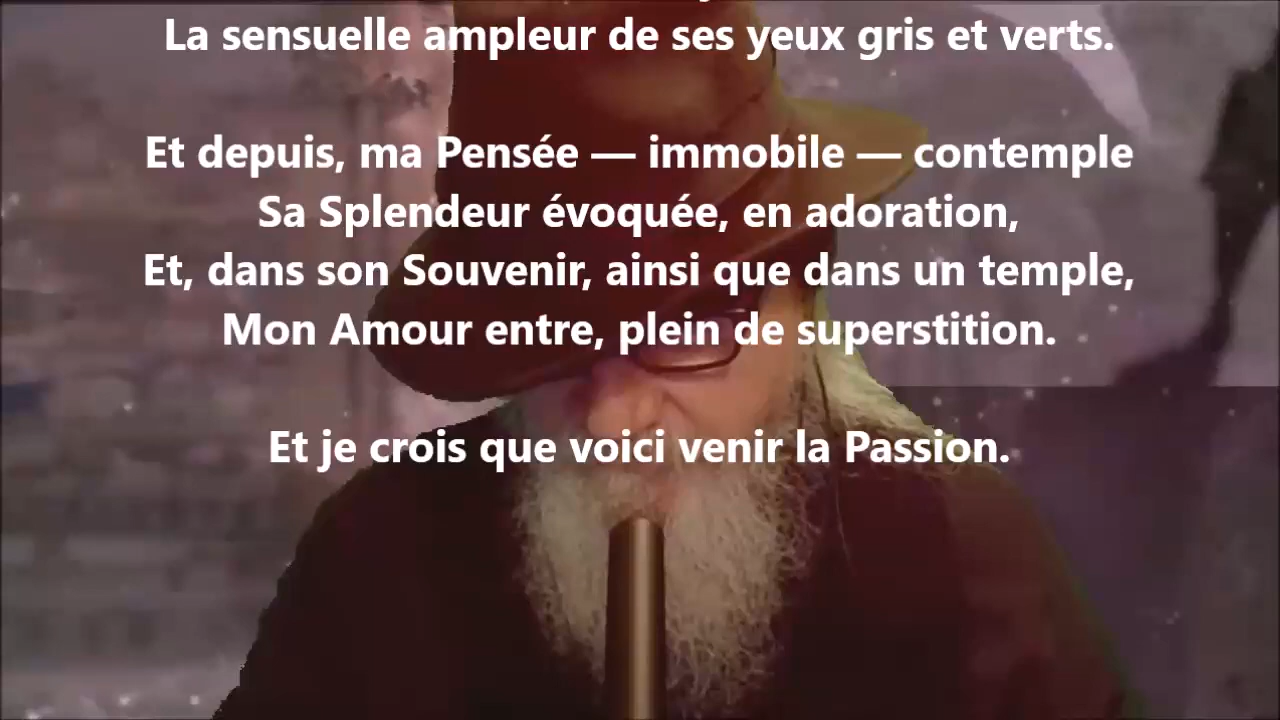 La sensuelle ampleur de ses yeux gris et verts.
Et depuis, ma Pensée — immobile — contemple
Sa Splendeur évoquée, en adoration,
Et, dans son Souvenir, ainsi que dans un temple,
Mon Amour entre, plein de superstition.
Et je crois que voici venir la Passion.